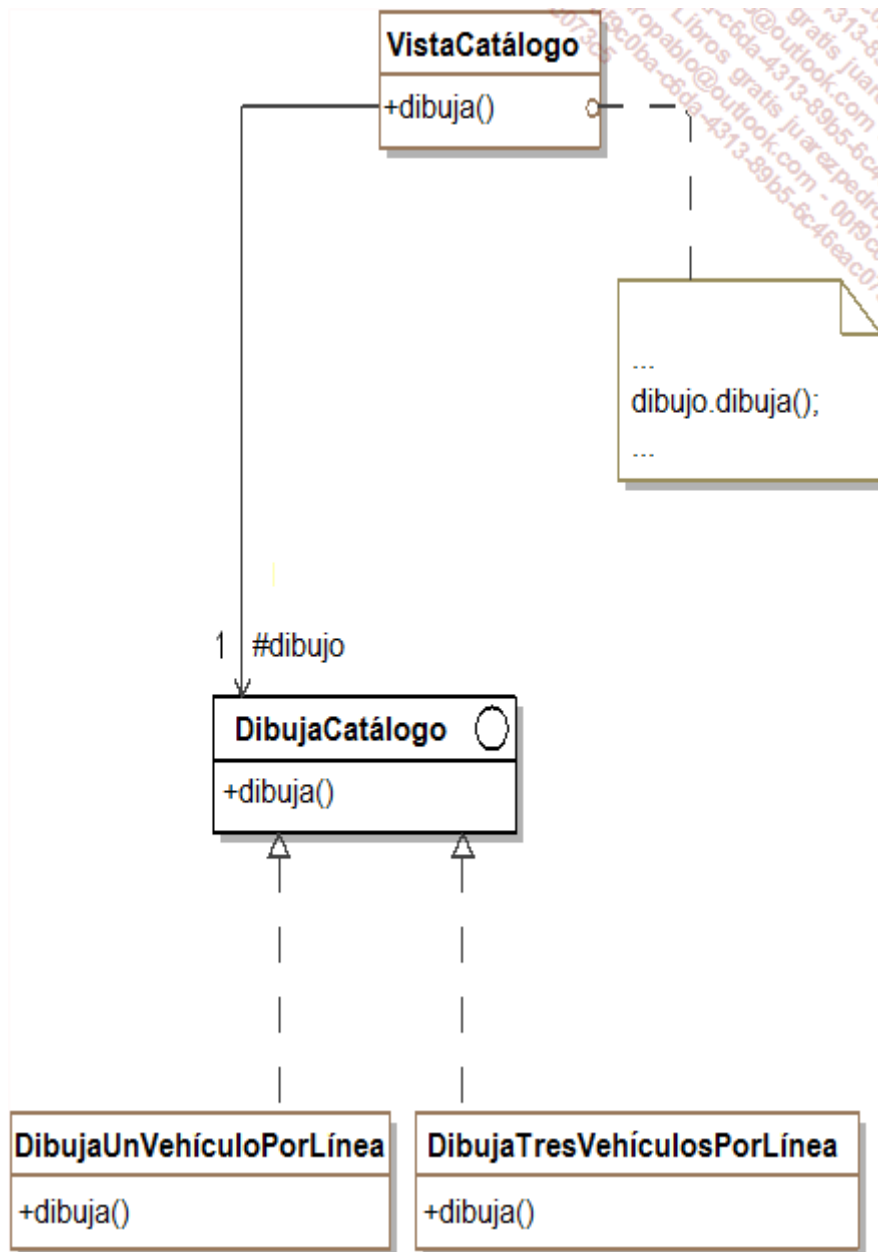 VistaCatálogo
+dibuja()
...
dibujo.dibuja();
...
1 #dibujo
DibujaCatálogo
+dibuja()
DibujaUnVehículoPorLínea
+dibuja()
DibujaTresVehículosPorLínea
+dibuja()